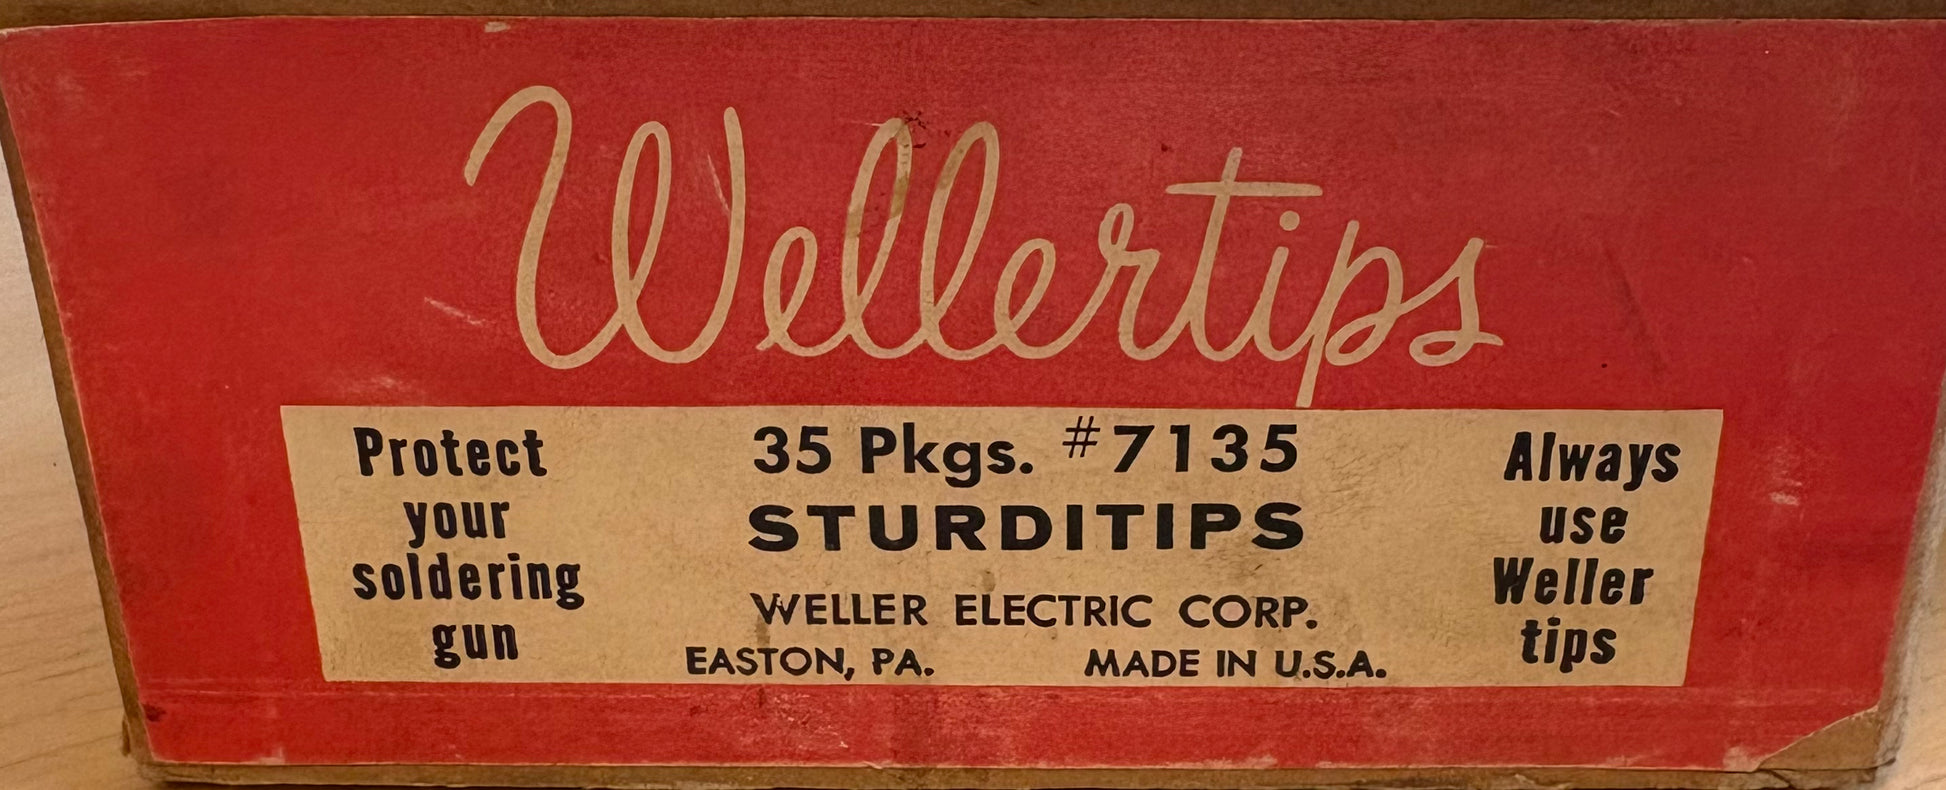 Wellertips
Protect
your
soldering
gun
35 Pkgs. #7135
STURDITIPS
WELLER ELECTRIC CORP.
EASTON, PA. MADE IN U.S.A.
Always
use
Weller
tips